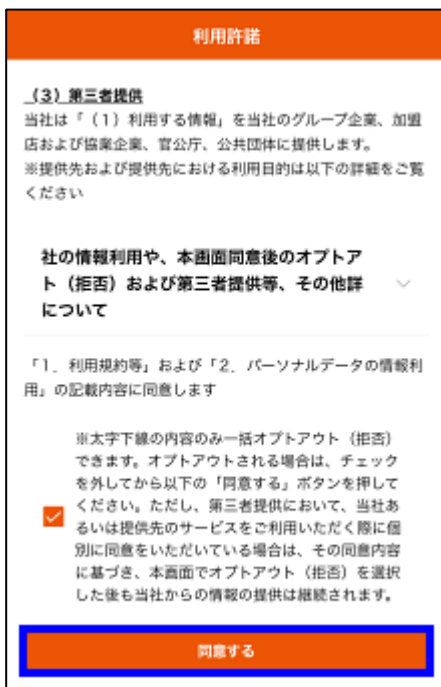 利用許諾
（3）第三者提供
当社は「（1）利用する情報」を当社のグループ企業、加盟
店および協業企業、官公庁、公共団体に提供します。
※提供先および提供先における利用目的は以下の詳細をご覧
ください
社の情報利用や、本画面同意後のオプトア
ト（拒否）および第三者提供等、その他詳
について
「1．利用規約等」および「2．パーソナルデータの情報利
用」の記載内容に同意します
※太字下線の内容のみ一括オプトアウト（拒否）
できます。オプトアウトされる場合は、チェック
を外してから以下の「同意する」ボタンを押して
ください。ただし、第三者提供において、当社あ
るいは提供先のサービスをご利用いただく際に個
別に同意をいただいている場合は、その同意内容
に基づき、本画面でオプトアウト（拒否）を選択
した後も当社からの情報の提供は継続されます。
同意する